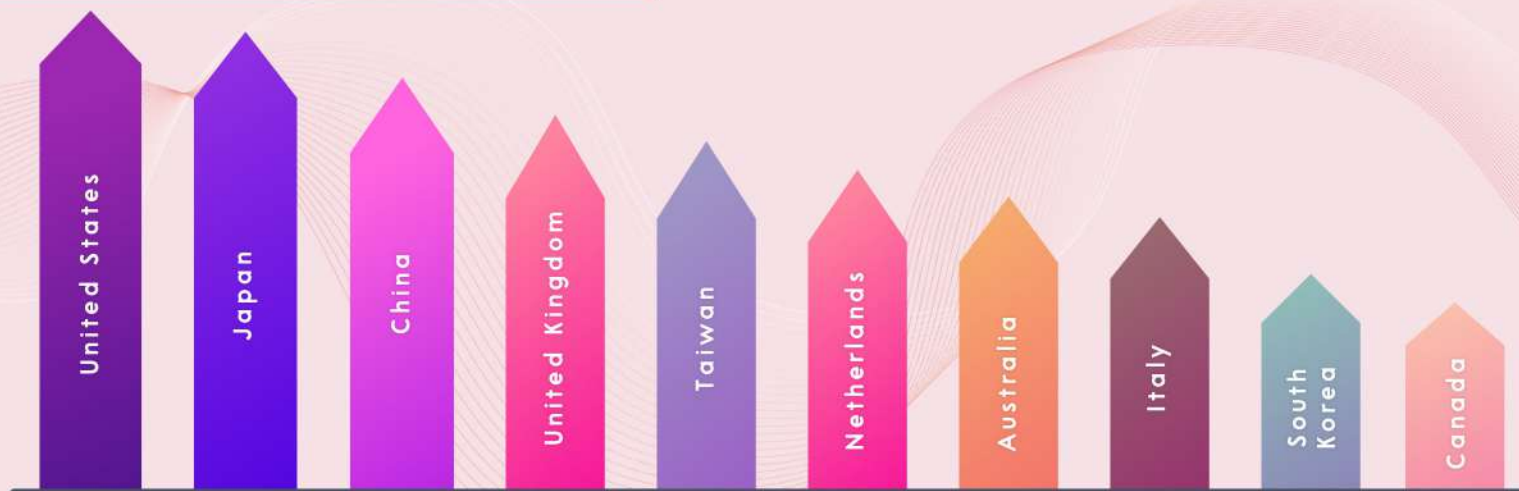 United States
Japan
China
United Kingdom
Taiwan
Netherlands
Australia
Italy
South
Korea
Canada